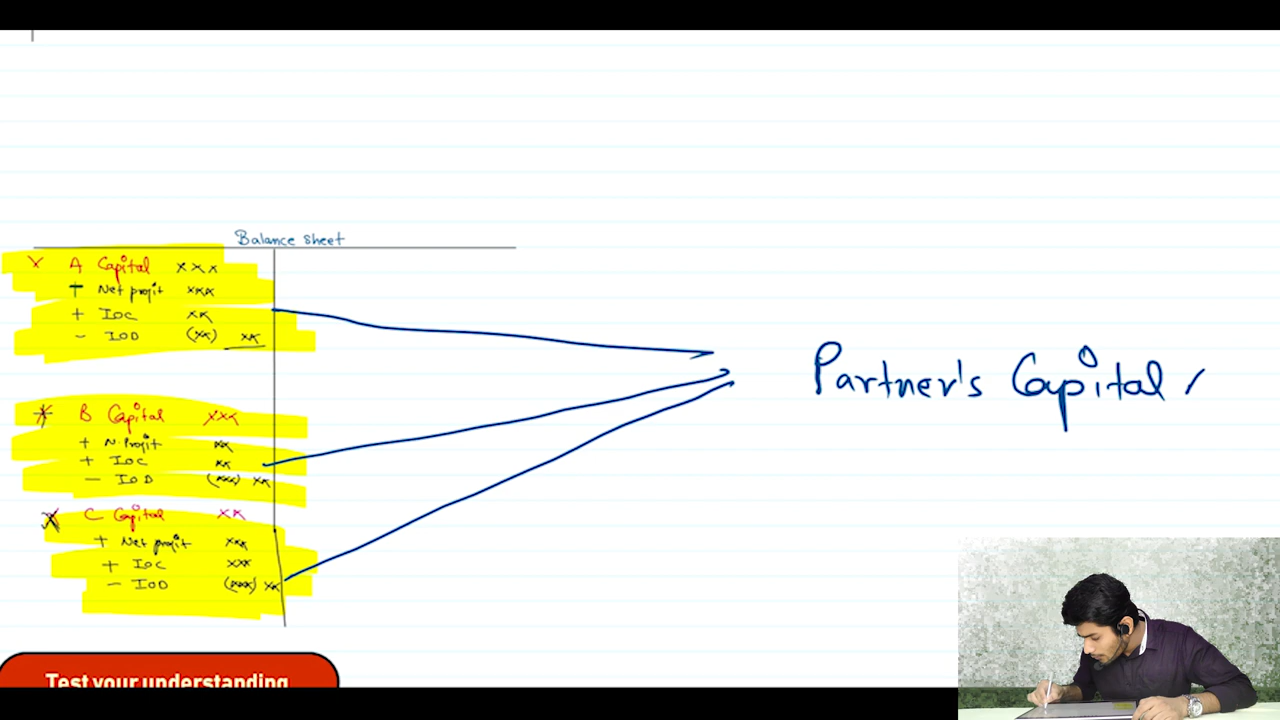 Balance sheet
x A Capital xxx
+ Net profit xxx
+ IOC xx
- IOD (xx) xx
* B Capital xxx
+ N. Profit xx
+ IOC xx
- IOD (xxx) xx
x C Capital xx
+ Net profit xxx
+ IOC xxx
- IOD (xxx) xx
Partner's Capital
Test your understanding